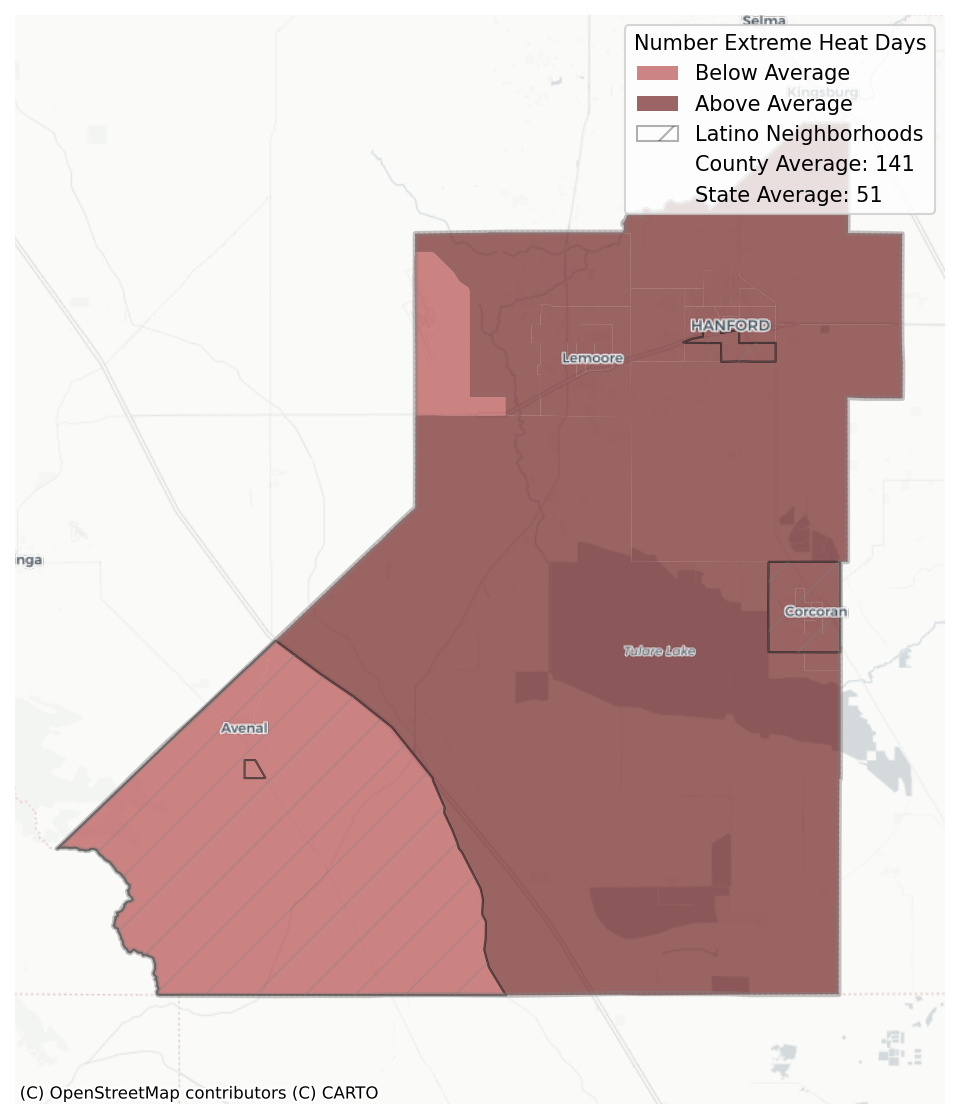 Selma
Number Extreme Heat Days
Below Average
Kingsburg
Above Average
Latino Neighborhoods
County Average: 141
State Average: 51
HANFORD
Lemoore
nga
Corcoran
Tulare Lake
Avenal
(C) OpenStreetMap contributors (C) CARTO